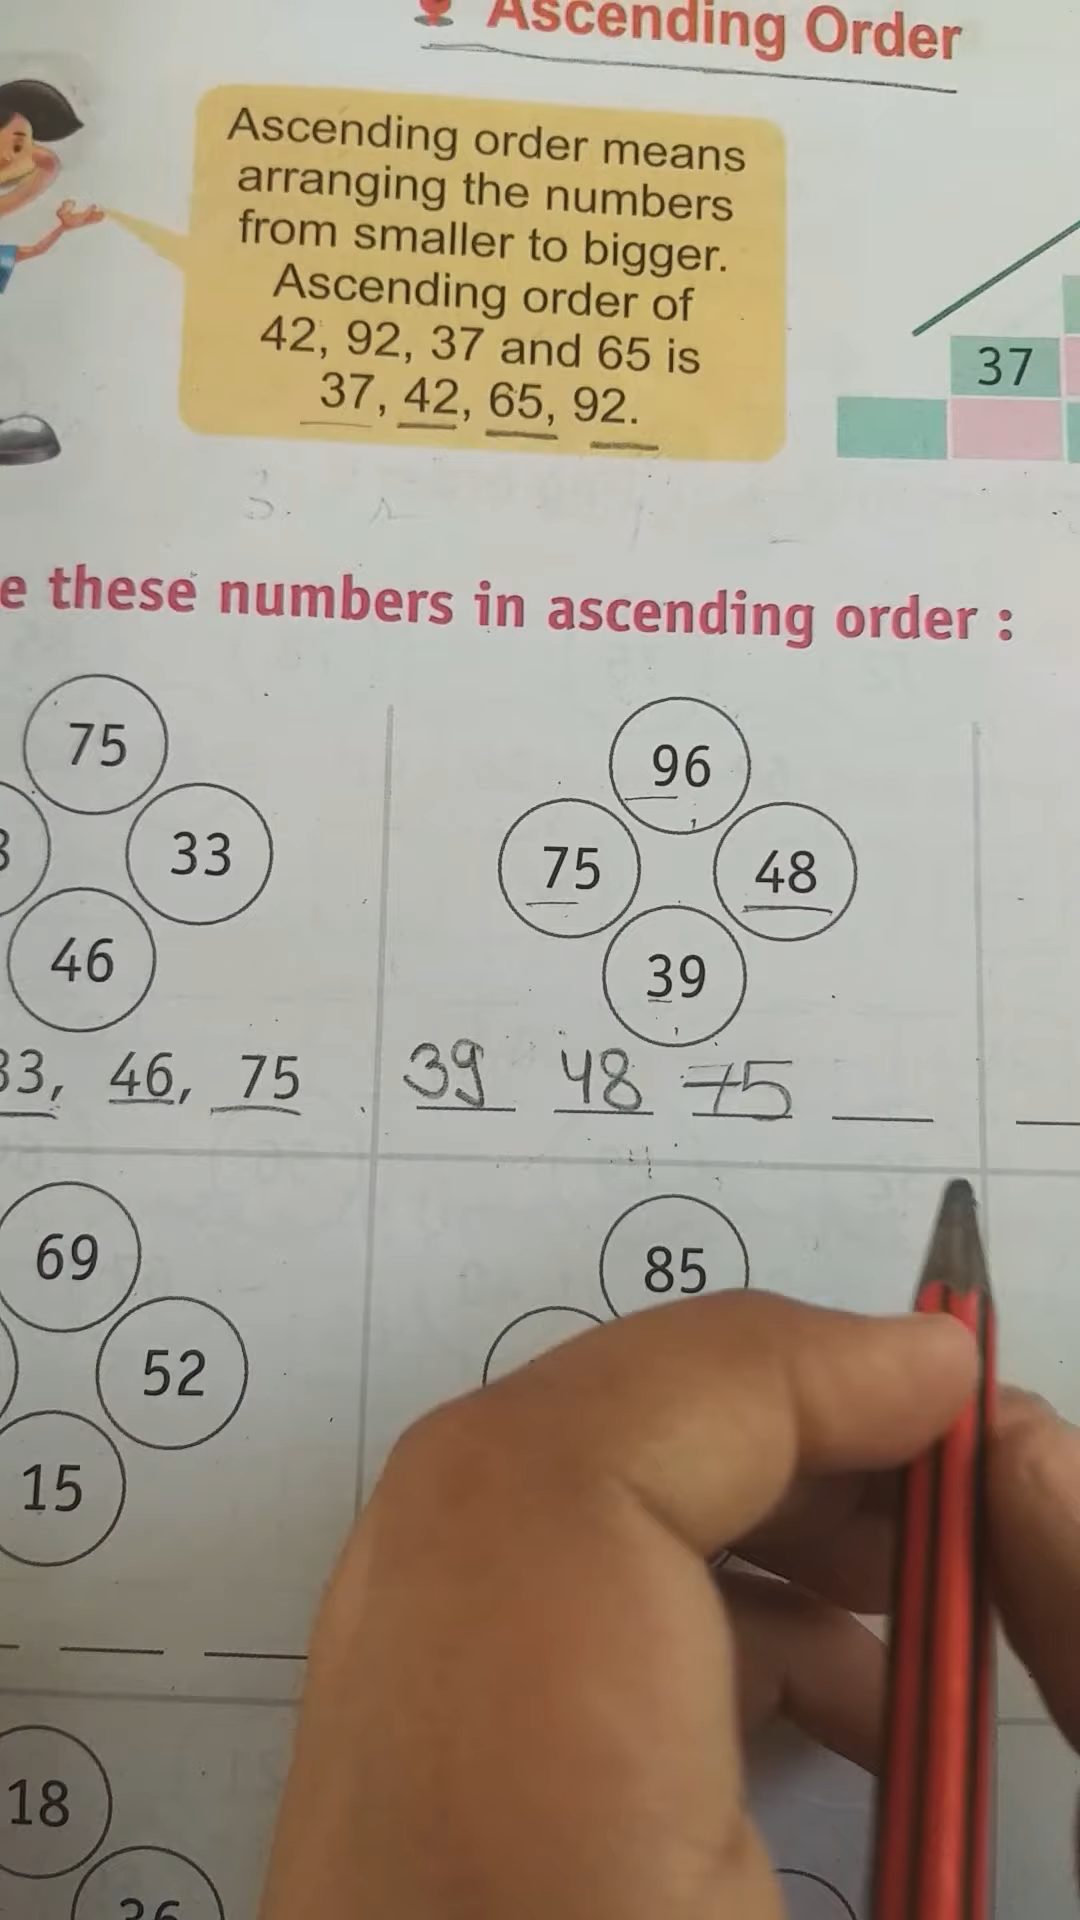 Ascending Order
Ascending order means
arranging the numbers
from smaller to bigger.
Ascending order of
42, 92, 37 and 65 is
37, 42, 65, 92.
37
these numbers in ascending order :
75
33
46
33, 46, 75
96
75
48
39
39 48 75
69
52
15
85
18
36